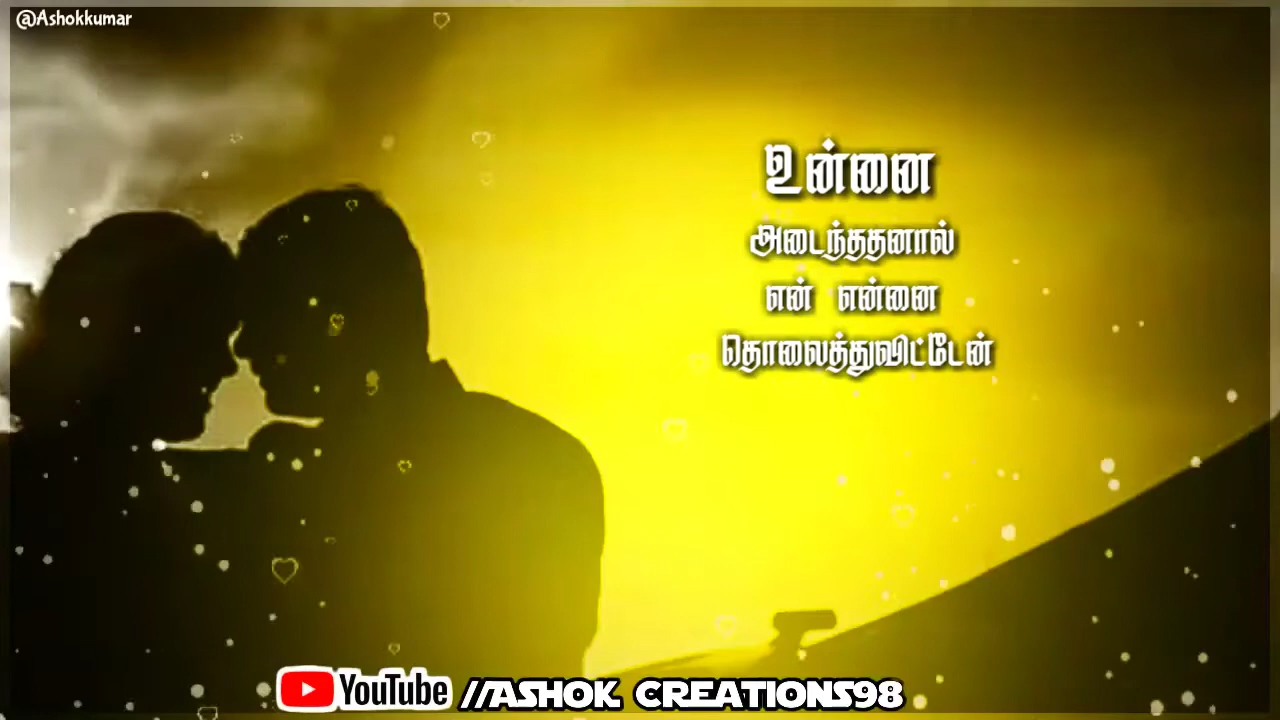 @Ashokkumar
உன்னை
அடைந்ததனால்
என் என்னை
தொலைத்துவிட்டேன்
YouTube //ASHOK CREATIONS98